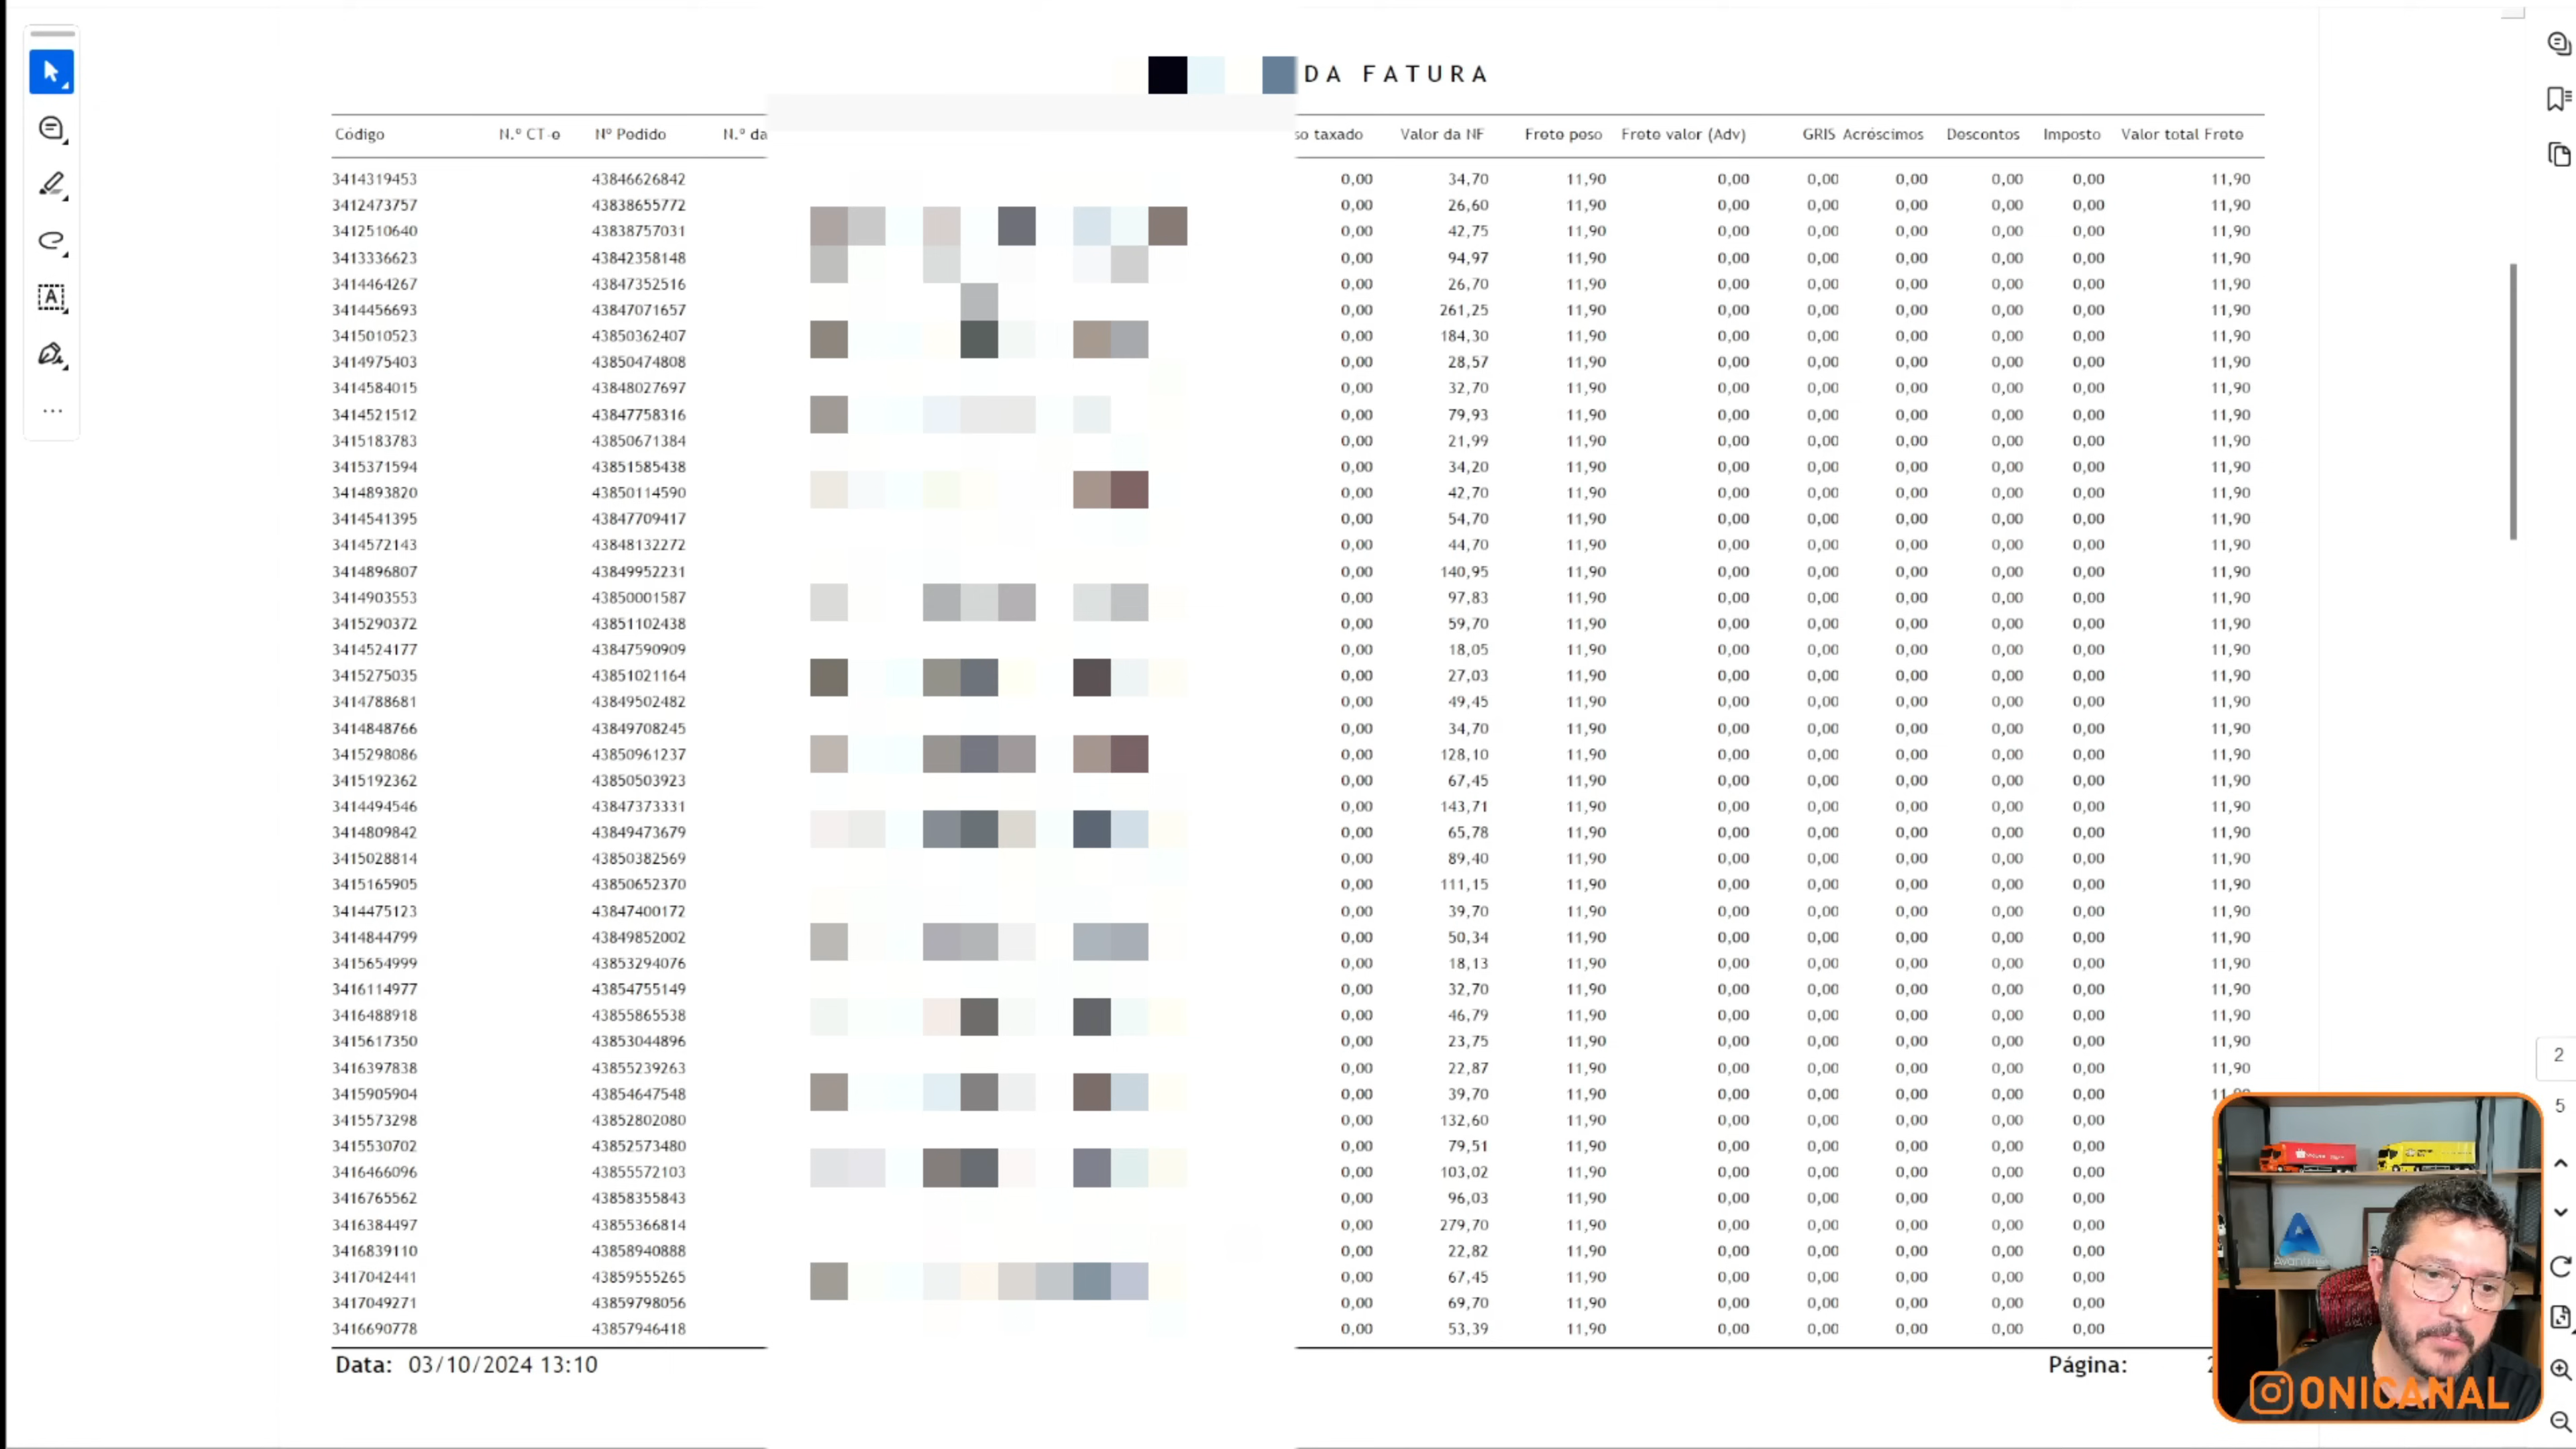 DA FATURA
Código N.º CT-e Nº Pedido N.º da so taxado Valor da NF Frete peso Frete valor (Adv) GRIS Acréscimos Descontos Imposto Valor total Frete
3414319453 43846626842 0,00 34,70 11,90 0,00 0,00 0,00 0,00 0,00 11,90
3412473757 43838655772 0,00 26,60 11,90 0,00 0,00 0,00 0,00 0,00 11,90
3412510640 43838757031 0,00 42,75 11,90 0,00 0,00 0,00 0,00 0,00 11,90
3413336623 43842358148 0,00 94,97 11,90 0,00 0,00 0,00 0,00 0,00 11,90
3414464267 43847352516 0,00 26,70 11,90 0,00 0,00 0,00 0,00 0,00 11,90
3414456693 43847071657 0,00 261,25 11,90 0,00 0,00 0,00 0,00 0,00 11,90
3415010523 43850362407 0,00 184,30 11,90 0,00 0,00 0,00 0,00 0,00 11,90
3414975403 43850474808 0,00 28,57 11,90 0,00 0,00 0,00 0,00 0,00 11,90
3414584015 43848027697 0,00 32,70 11,90 0,00 0,00 0,00 0,00 0,00 11,90
3414521512 43847758316 0,00 79,93 11,90 0,00 0,00 0,00 0,00 0,00 11,90
3415183783 43850671384 0,00 21,99 11,90 0,00 0,00 0,00 0,00 0,00 11,90
3415371594 43851585438 0,00 34,20 11,90 0,00 0,00 0,00 0,00 0,00 11,90
3414893820 43850114590 0,00 42,70 11,90 0,00 0,00 0,00 0,00 0,00 11,90
3414541395 43847709417 0,00 54,70 11,90 0,00 0,00 0,00 0,00 0,00 11,90
3414572143 43848132272 0,00 44,70 11,90 0,00 0,00 0,00 0,00 0,00 11,90
3414896807 43849952231 0,00 140,95 11,90 0,00 0,00 0,00 0,00 0,00 11,90
3414903553 43850001587 0,00 97,83 11,90 0,00 0,00 0,00 0,00 0,00 11,90
3415290372 43851102438 0,00 59,70 11,90 0,00 0,00 0,00 0,00 0,00 11,90
3414524177 43847590909 0,00 18,05 11,90 0,00 0,00 0,00 0,00 0,00 11,90
3415275035 43851021164 0,00 27,03 11,90 0,00 0,00 0,00 0,00 0,00 11,90
3414788681 43849502482 0,00 49,45 11,90 0,00 0,00 0,00 0,00 0,00 11,90
3414848766 43849708245 0,00 34,70 11,90 0,00 0,00 0,00 0,00 0,00 11,90
3415298086 43850961237 0,00 128,10 11,90 0,00 0,00 0,00 0,00 0,00 11,90
3415192362 43850503923 0,00 67,45 11,90 0,00 0,00 0,00 0,00 0,00 11,90
3414494546 43847373331 0,00 143,71 11,90 0,00 0,00 0,00 0,00 0,00 11,90
3414809842 43849473679 0,00 65,78 11,90 0,00 0,00 0,00 0,00 0,00 11,90
3415028814 43850382569 0,00 89,40 11,90 0,00 0,00 0,00 0,00 0,00 11,90
3415165905 43850652370 0,00 111,15 11,90 0,00 0,00 0,00 0,00 0,00 11,90
3414475123 43847400172 0,00 39,70 11,90 0,00 0,00 0,00 0,00 0,00 11,90
3414844799 43849852002 0,00 50,34 11,90 0,00 0,00 0,00 0,00 0,00 11,90
3415654999 43853294076 0,00 18,13 11,90 0,00 0,00 0,00 0,00 0,00 11,90
3416114977 43854755149 0,00 32,70 11,90 0,00 0,00 0,00 0,00 0,00 11,90
3416488918 43855865538 0,00 46,79 11,90 0,00 0,00 0,00 0,00 0,00 11,90
3415617350 43853044896 0,00 23,75 11,90 0,00 0,00 0,00 0,00 0,00 11,90
3416397838 43855239263 0,00 22,87 11,90 0,00 0,00 0,00 0,00 0,00 11,90
3415905904 43854647548 0,00 39,70 11,90 0,00 0,00 0,00 0,00 0,00
3415573298 43852802080 0,00 132,60 11,90 0,00 0,00 0,00 0,00 0,00
3415530702 43852573480 0,00 79,51 11,90 0,00 0,00 0,00 0,00 0,00
3416466096 43855572103 0,00 103,02 11,90 0,00 0,00 0,00 0,00 0,00
3416765562 43858355843 0,00 96,03 11,90 0,00 0,00 0,00 0,00 0,00
3416384497 43855366814 0,00 279,70 11,90 0,00 0,00 0,00 0,00 0,00
3416839110 43858940888 0,00 22,82 11,90 0,00 0,00 0,00 0,00 0,00
3417042441 43859555265 0,00 67,45 11,90 0,00 0,00 0,00 0,00 0,00
3417049271 43859798056 0,00 69,70 11,90 0,00 0,00 0,00 0,00 0,00
3416690778 43857946418 0,00 53,39 11,90 0,00 0,00 0,00 0,00 0,00
Data: 03/10/2024 13:10 Página:
2
5
ONICANAL